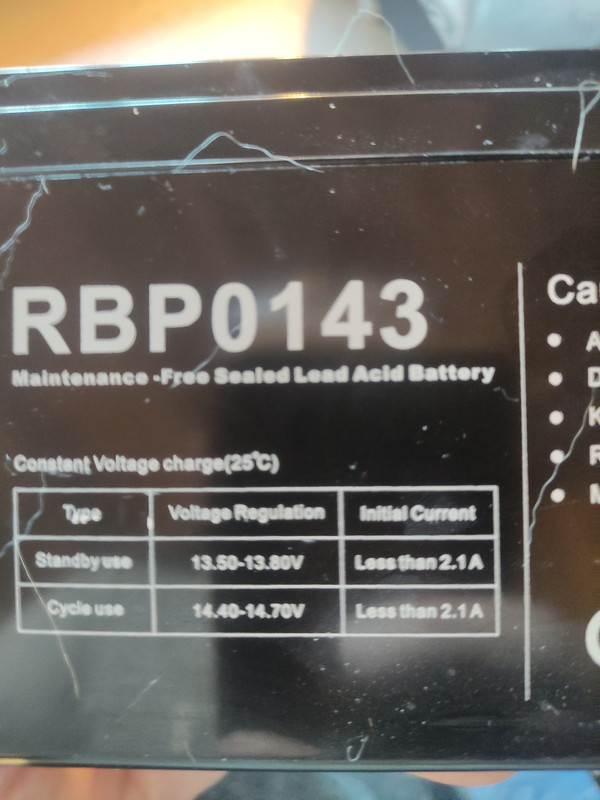 RBP0143
Maintenance-Free Sealed Lead Acid Battery
Constant Voltage charge(25℃)
Type Voltage Regulation Initial Current
Standby use 13.50-13.80V Less than 2.1A
Cycle use 14.40-14.70V Less than 2.1A